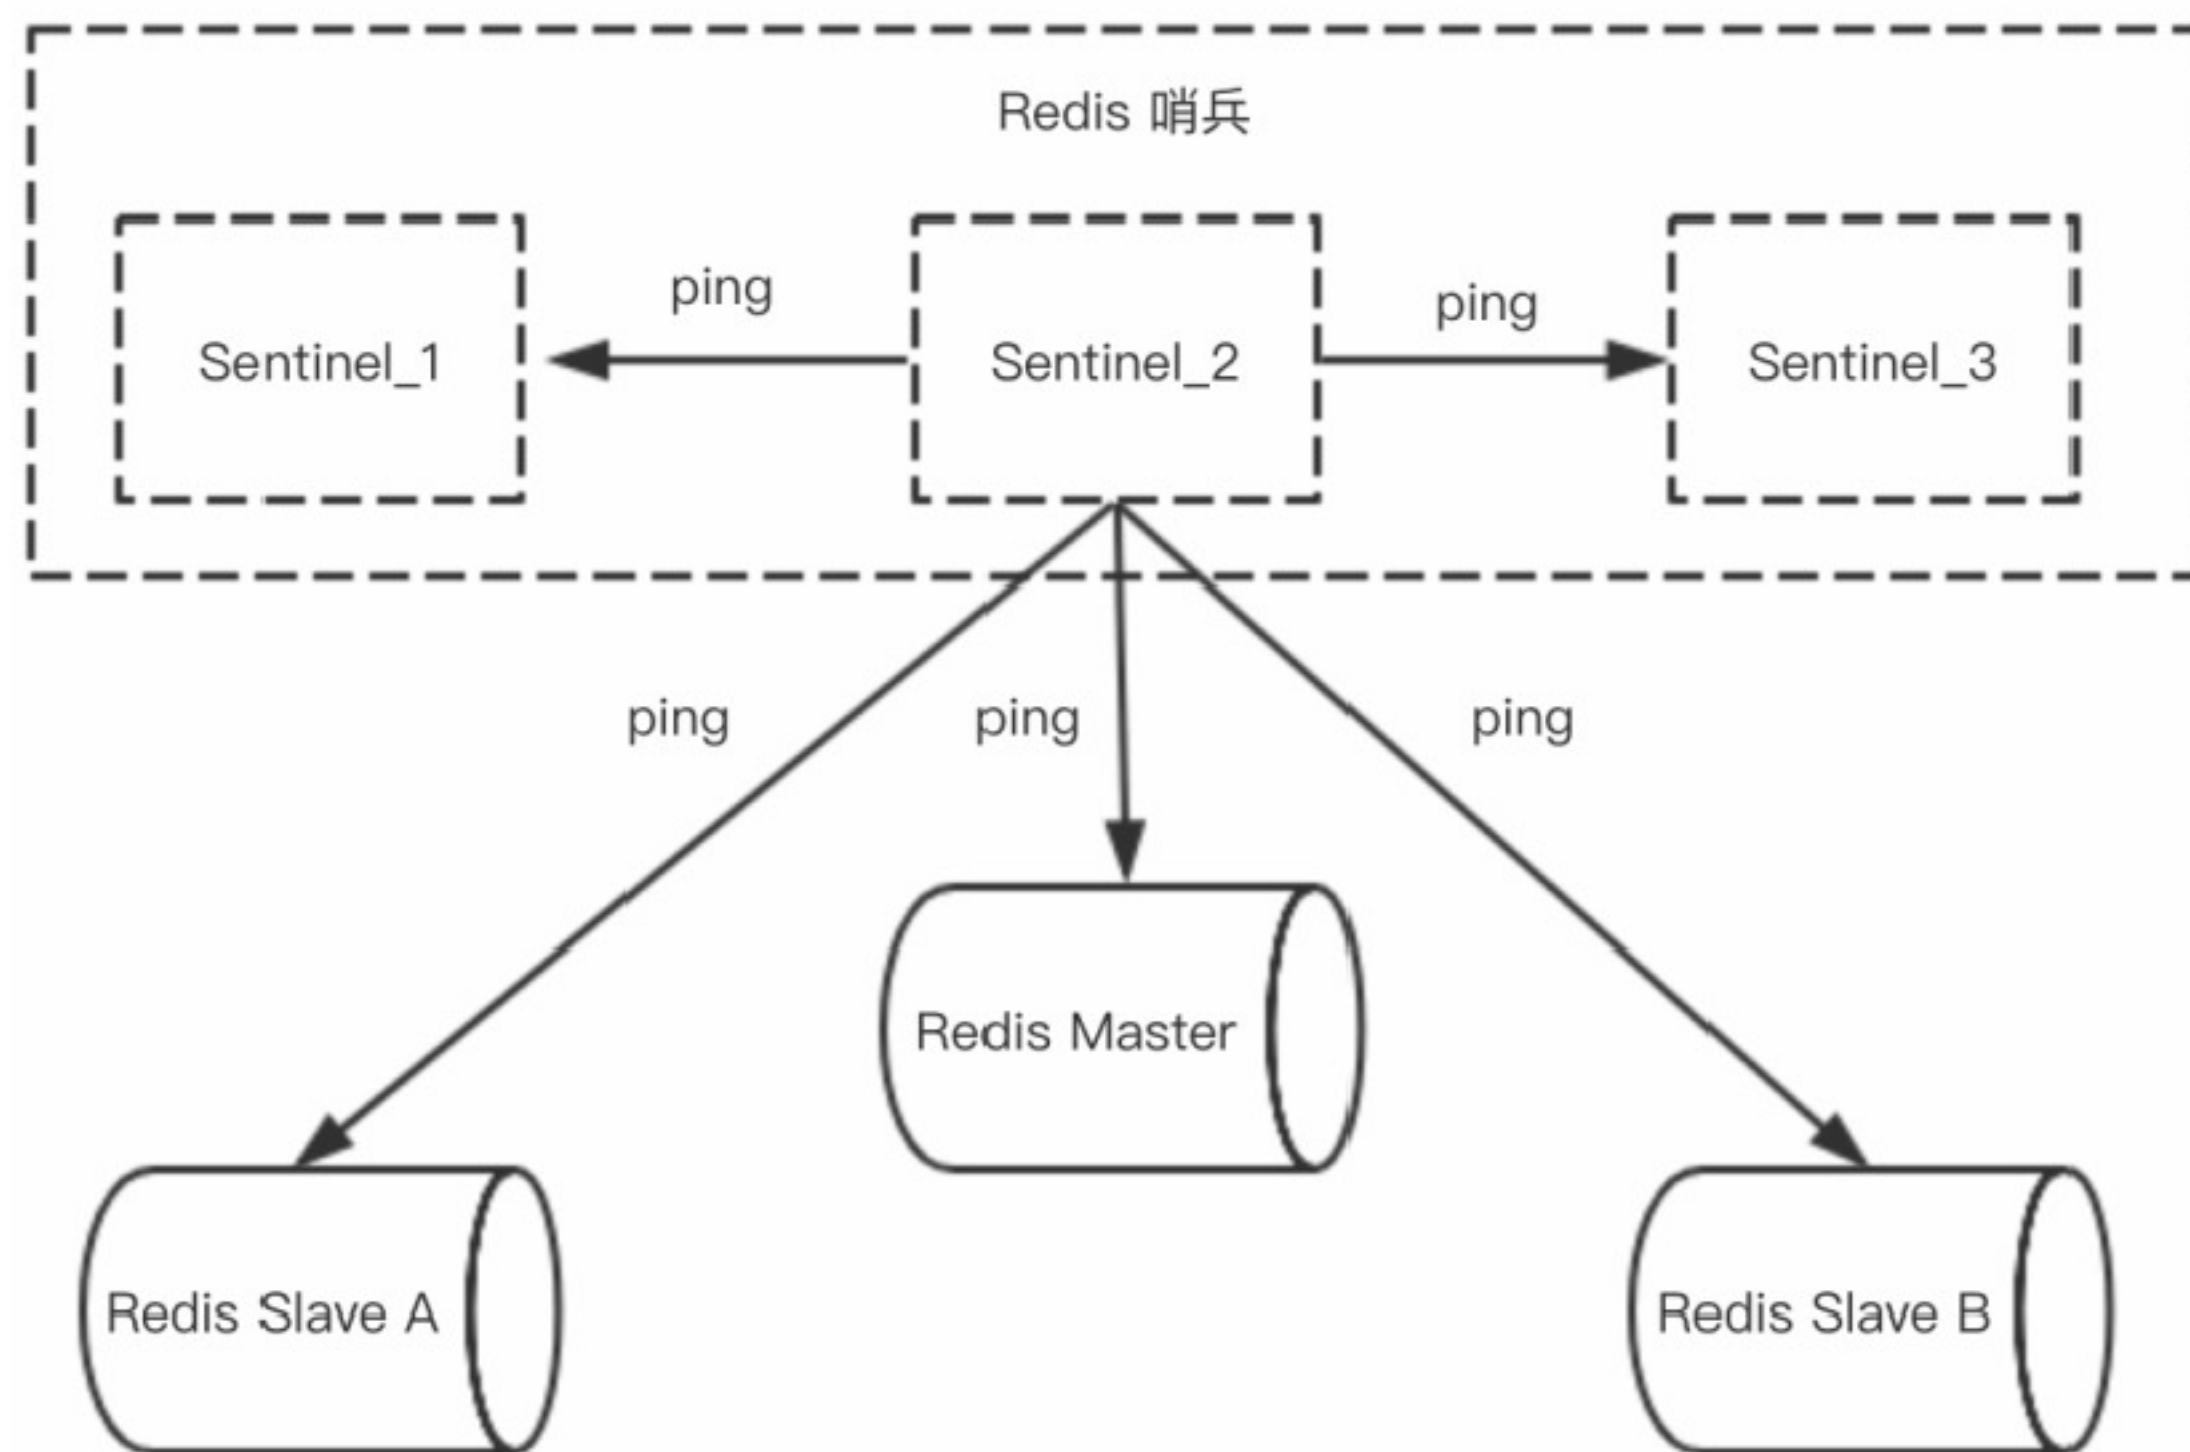 Redis 哨兵
ping
ping
Sentinel_1
Sentinel_2
Sentinel_3
ping
ping
ping
Redis Master
Redis Slave A
Redis Slave B